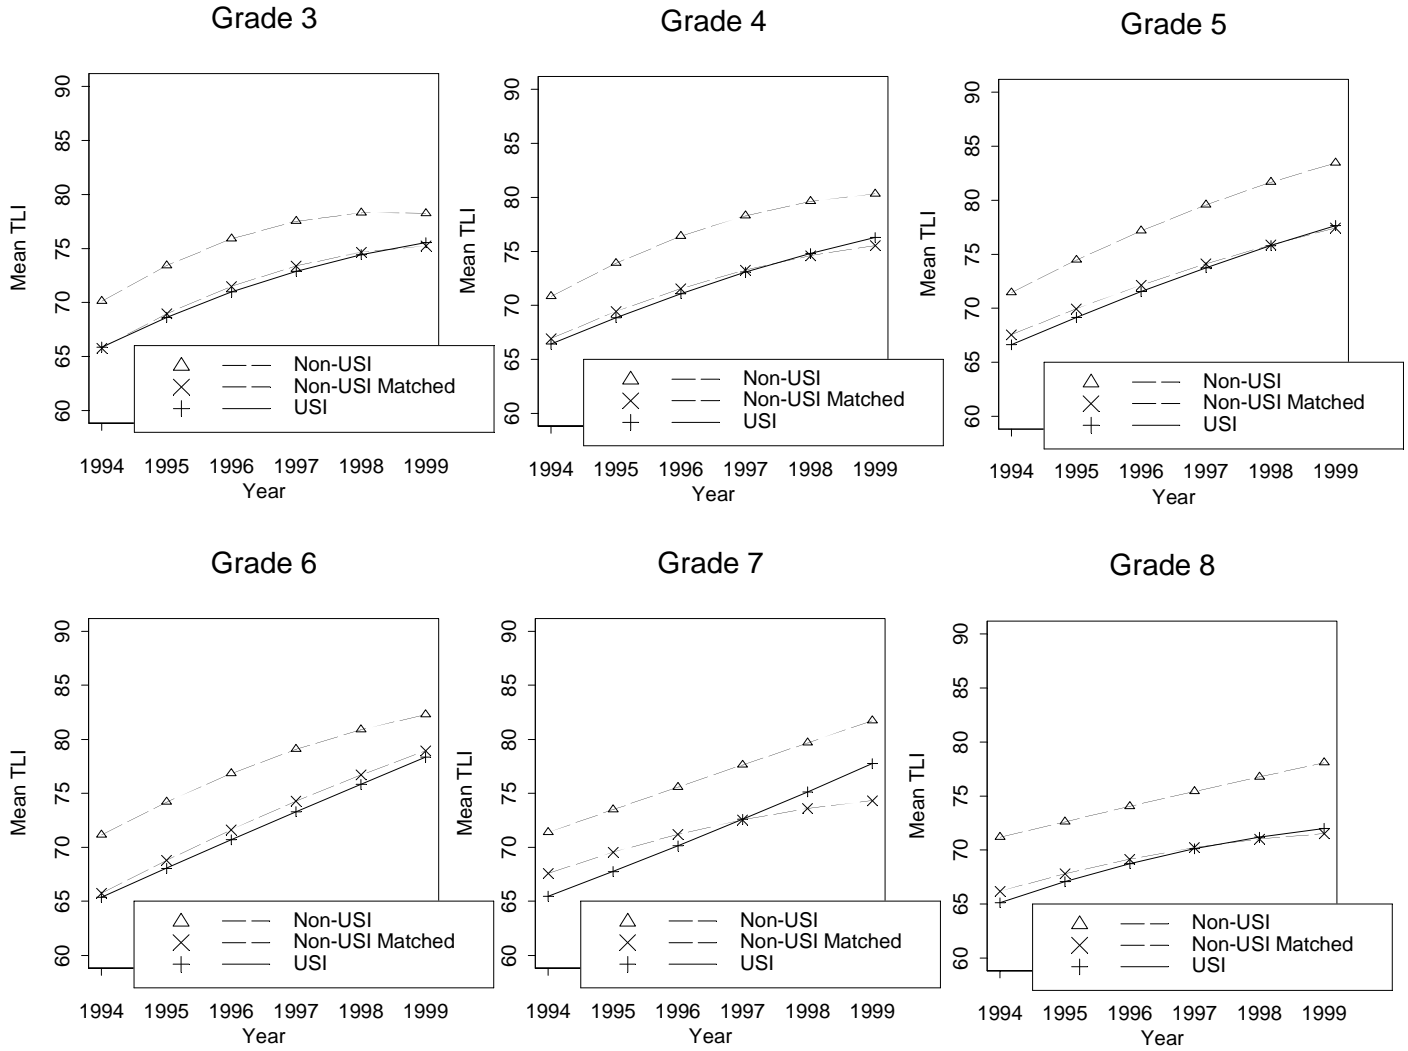 Grade 3
Mean TLI
90
85
80
75
70
65
60
Non-USI
Non-USI Matched
USI
1994 1995 1996 1997 1998 1999
Year
Grade 4
Mean TLI
90
85
80
75
70
65
60
Non-USI
Non-USI Matched
USI
1994 1995 1996 1997 1998 1999
Year
Grade 5
Mean TLI
90
85
80
75
70
65
60
Non-USI
Non-USI Matched
USI
1994 1995 1996 1997 1998 1999
Year
Grade 6
Mean TLI
90
85
80
75
70
65
60
Non-USI
Non-USI Matched
USI
1994 1995 1996 1997 1998 1999
Year
Grade 7
Mean TLI
90
85
80
75
70
65
60
Non-USI
Non-USI Matched
USI
1994 1995 1996 1997 1998 1999
Year
Grade 8
Mean TLI
90
85
80
75
70
65
60
Non-USI
Non-USI Matched
USI
1994 1995 1996 1997 1998 1999
Year